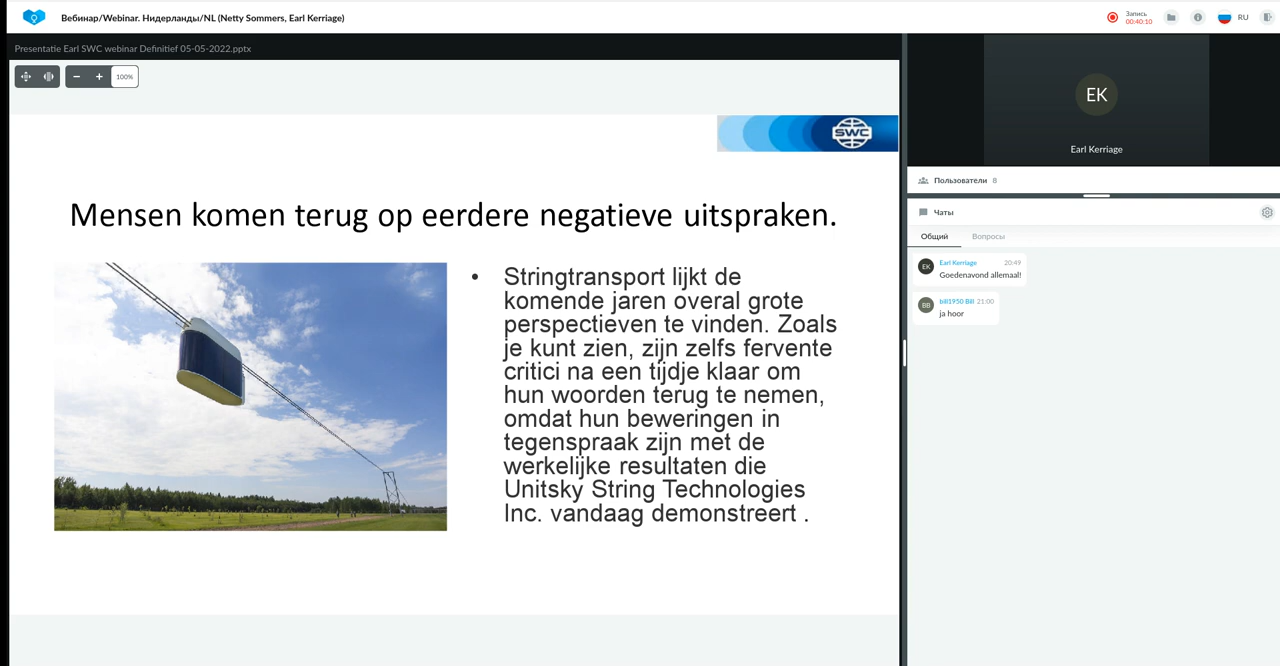 Вебинар/Webinar. Нидерланды/NL (Netty Sommers, Earl Kerriage)
Запись
00:40:10
RU
Presentatie Earl SWC webinar Definitief 05-05-2022.pptx
100%
SWC
Mensen komen terug op eerdere negatieve uitspraken.
• Stringtransport lijkt de
komende jaren overal grote
perspectieven te vinden. Zoals
je kunt zien, zijn zelfs fervente
critici na een tijdje klaar om
hun woorden terug te nemen,
omdat hun beweringen in
tegenspraak zijn met de
werkelijke resultaten die
Unitsky String Technologies
Inc. vandaag demonstreert .
EK
Earl Kerriage
Пользователи 8
Чаты
Общий Вопросы
EK Earl Kerriage 20:49
Goedenavond allemaal!
BB bill1950 Bill 21:00
ja hoor